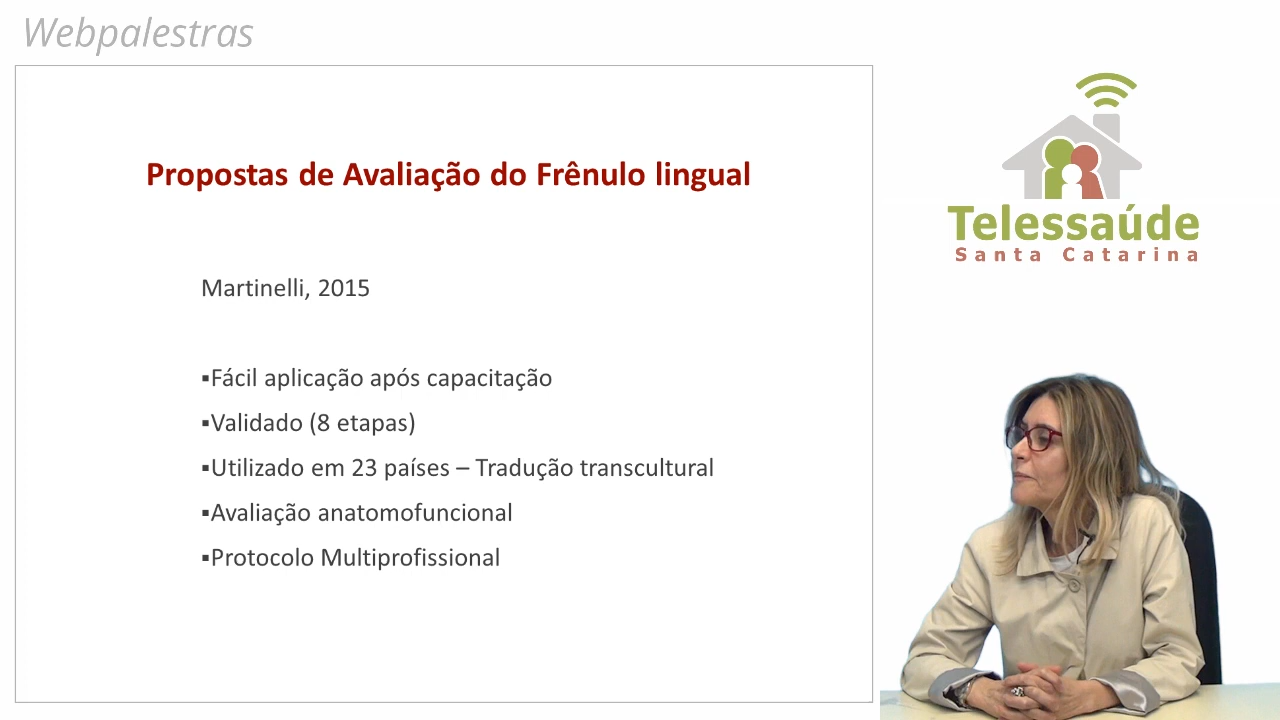 Webpalestras
Propostas de Avaliação do Frênulo lingual
Martinelli, 2015
▪Fácil aplicação após capacitação
▪Validado (8 etapas)
▪Utilizado em 23 países – Tradução transcultural
▪Avaliação anatomofuncional
▪Protocolo Multiprofissional
Telessaúde
Santa Catarina